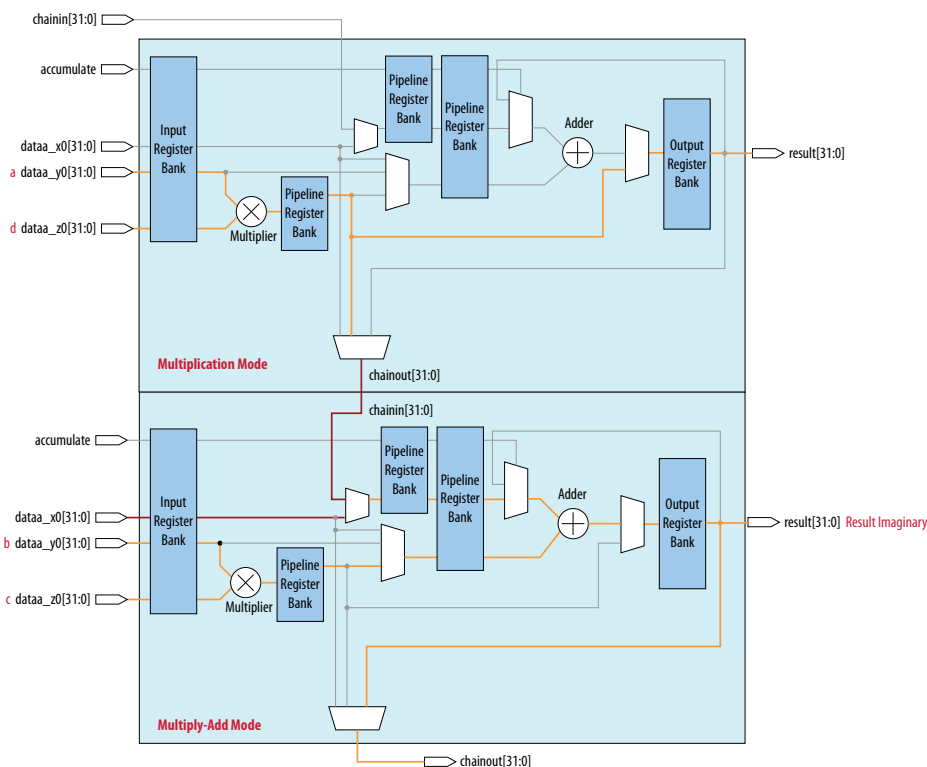 chainin[31:0]
accumulate
Input
Register
Bank
Pipeline
Register
Bank
Pipeline
Register
Bank
Adder
Output
Register
Bank
dataa_x0[31:0]
a dataa_y0[31:0]
d dataa_z0[31:0]
Multiplier
Pipeline
Register
Bank
result[31:0]
Multiplication Mode
chainout[31:0]
chainin[31:0]
accumulate
Input
Register
Bank
Pipeline
Register
Bank
Pipeline
Register
Bank
Adder
Output
Register
Bank
dataa_x0[31:0]
b dataa_y0[31:0]
c dataa_z0[31:0]
Multiplier
Pipeline
Register
Bank
result[31:0] Result Imaginary
Multiply-Add Mode
chainout[31:0]